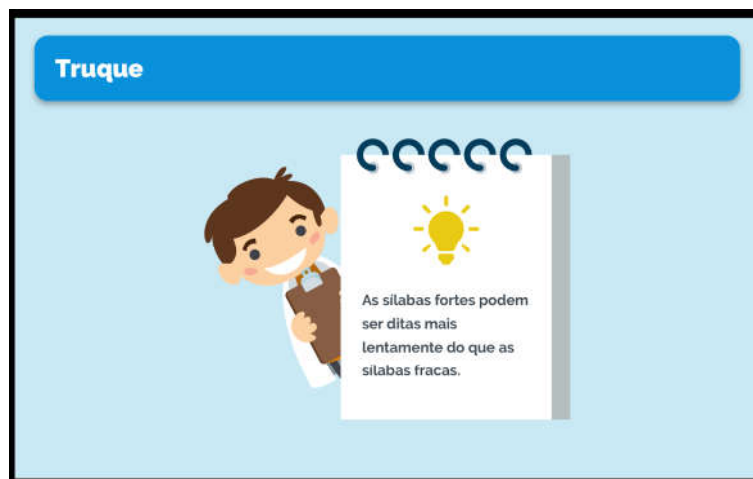 Truque
As sílabas fortes podem
ser ditas mais
lentamente do que as
sílabas fracas.